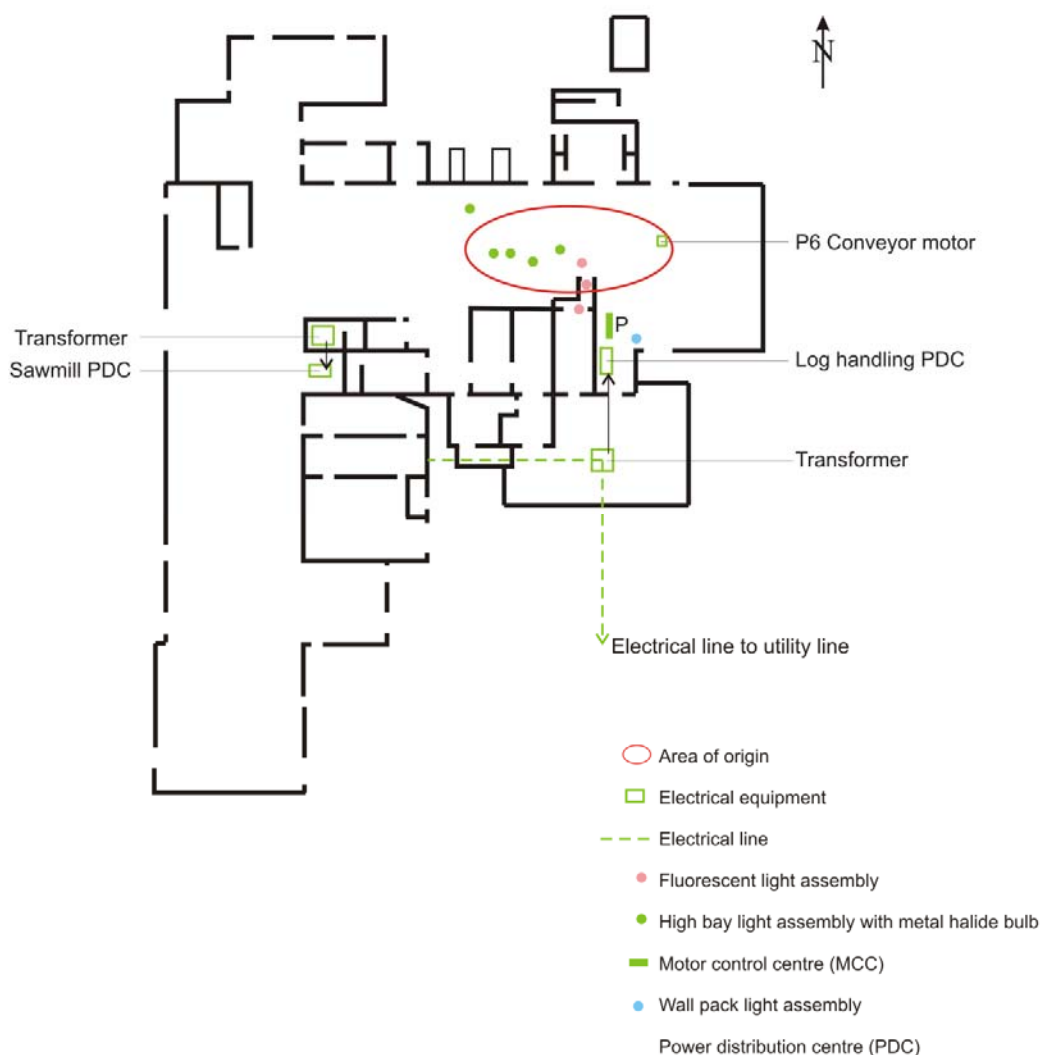 N
P6 Conveyor motor
Transformer
P
Sawmill PDC
Log handling PDC
Transformer
Electrical line to utility line
Area of origin
Electrical equipment
Electrical line
Fluorescent light assembly
High bay light assembly with metal halide bulb
Motor control centre (MCC)
Wall pack light assembly
Power distribution centre (PDC)